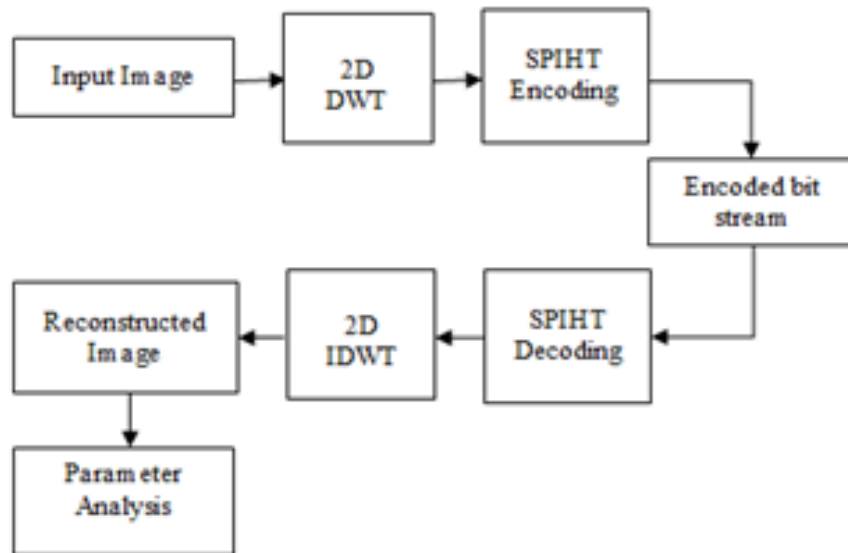 Input Image
2D
DWT
SPIHT
Encoding
Encoded bit
stream
SPIHT
Decoding
2D
IDWT
Reconstructed
Image
Parameter
Analysis